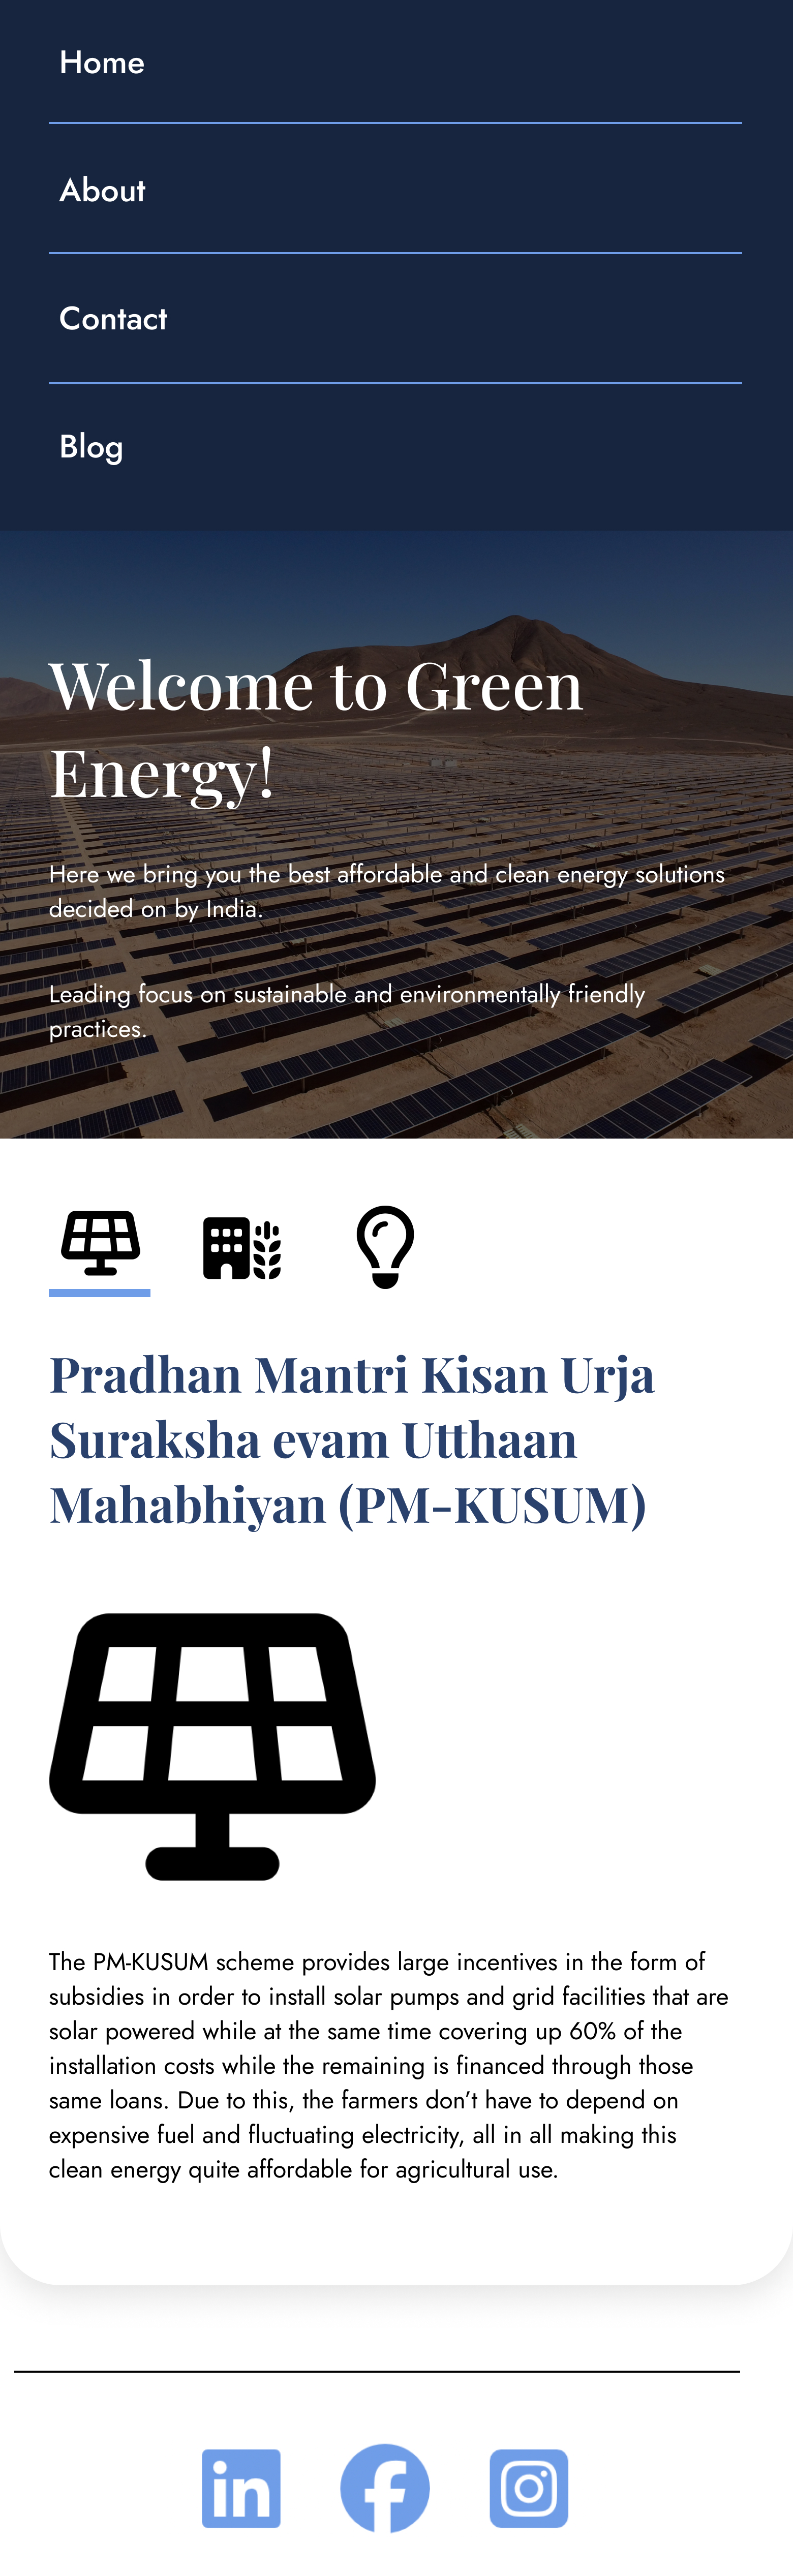 Home
About
Contact
Blog
Welcome to Green
Energy!
Here we bring you the best affordable and clean energy solutions
decided on by India.
Leading focus on sustainable and environmentally friendly
practices.
Pradhan Mantri Kisan Urja
Suraksha evam Utthaan
Mahabhiyan (PM-KUSUM)
The PM-KUSUM scheme provides large incentives in the form of
subsidies in order to install solar pumps and grid facilities that are
solar powered while at the same time covering up 60% of the
installation costs while the remaining is financed through those
same loans. Due to this, the farmers don’t have to depend on
expensive fuel and fluctuating electricity, all in all making this
clean energy quite affordable for agricultural use.
in